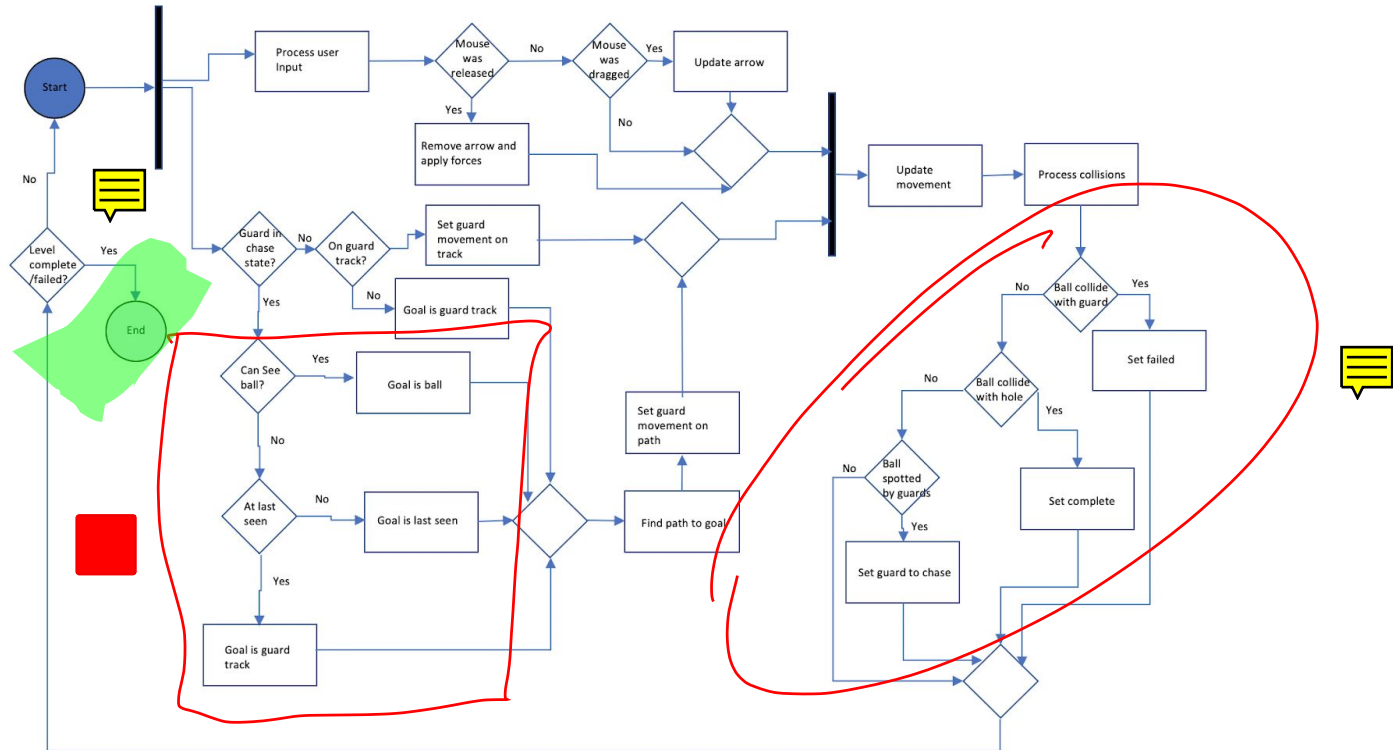 Start
Process user
Input
Mouse
was
released
No
Mouse
was
dragged
Yes
Update arrow
Yes
No
Remove arrow and
apply forces
Update
movement
Process collisions
No
Level
complete
/failed?
Yes
End
Guard in
chase
state?
No
On guard
track?
Set guard
movement on
track
Yes
No
Goal is guard track
Can See
ball?
Yes
Goal is ball
No
At last
seen
No
Goal is last seen
Yes
Goal is guard
track
Set guard
movement on
path
Find path to goal
No
Ball collide
with guard
Yes
Set failed
No
Ball collide
with hole
Yes
Set complete
No
Ball
spotted
by guards
Yes
Set guard to chase